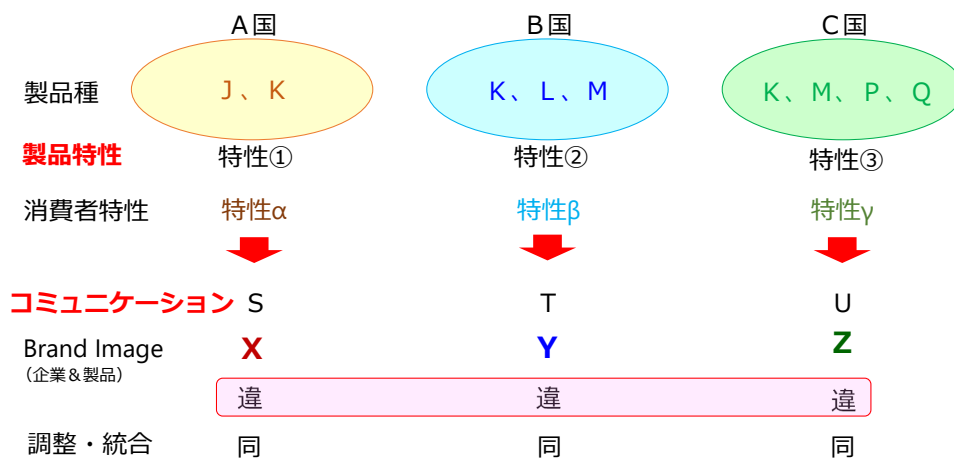 A国 B国 C国
製品種 J、K K、L、M K、M、P、Q
製品特性 特性① 特性② 特性③
消費者特性 特性α 特性β 特性γ
コミュニケーション S T U
Brand Image X Y Z
（企業＆製品）
違 違 違
調整・統合 同 同 同